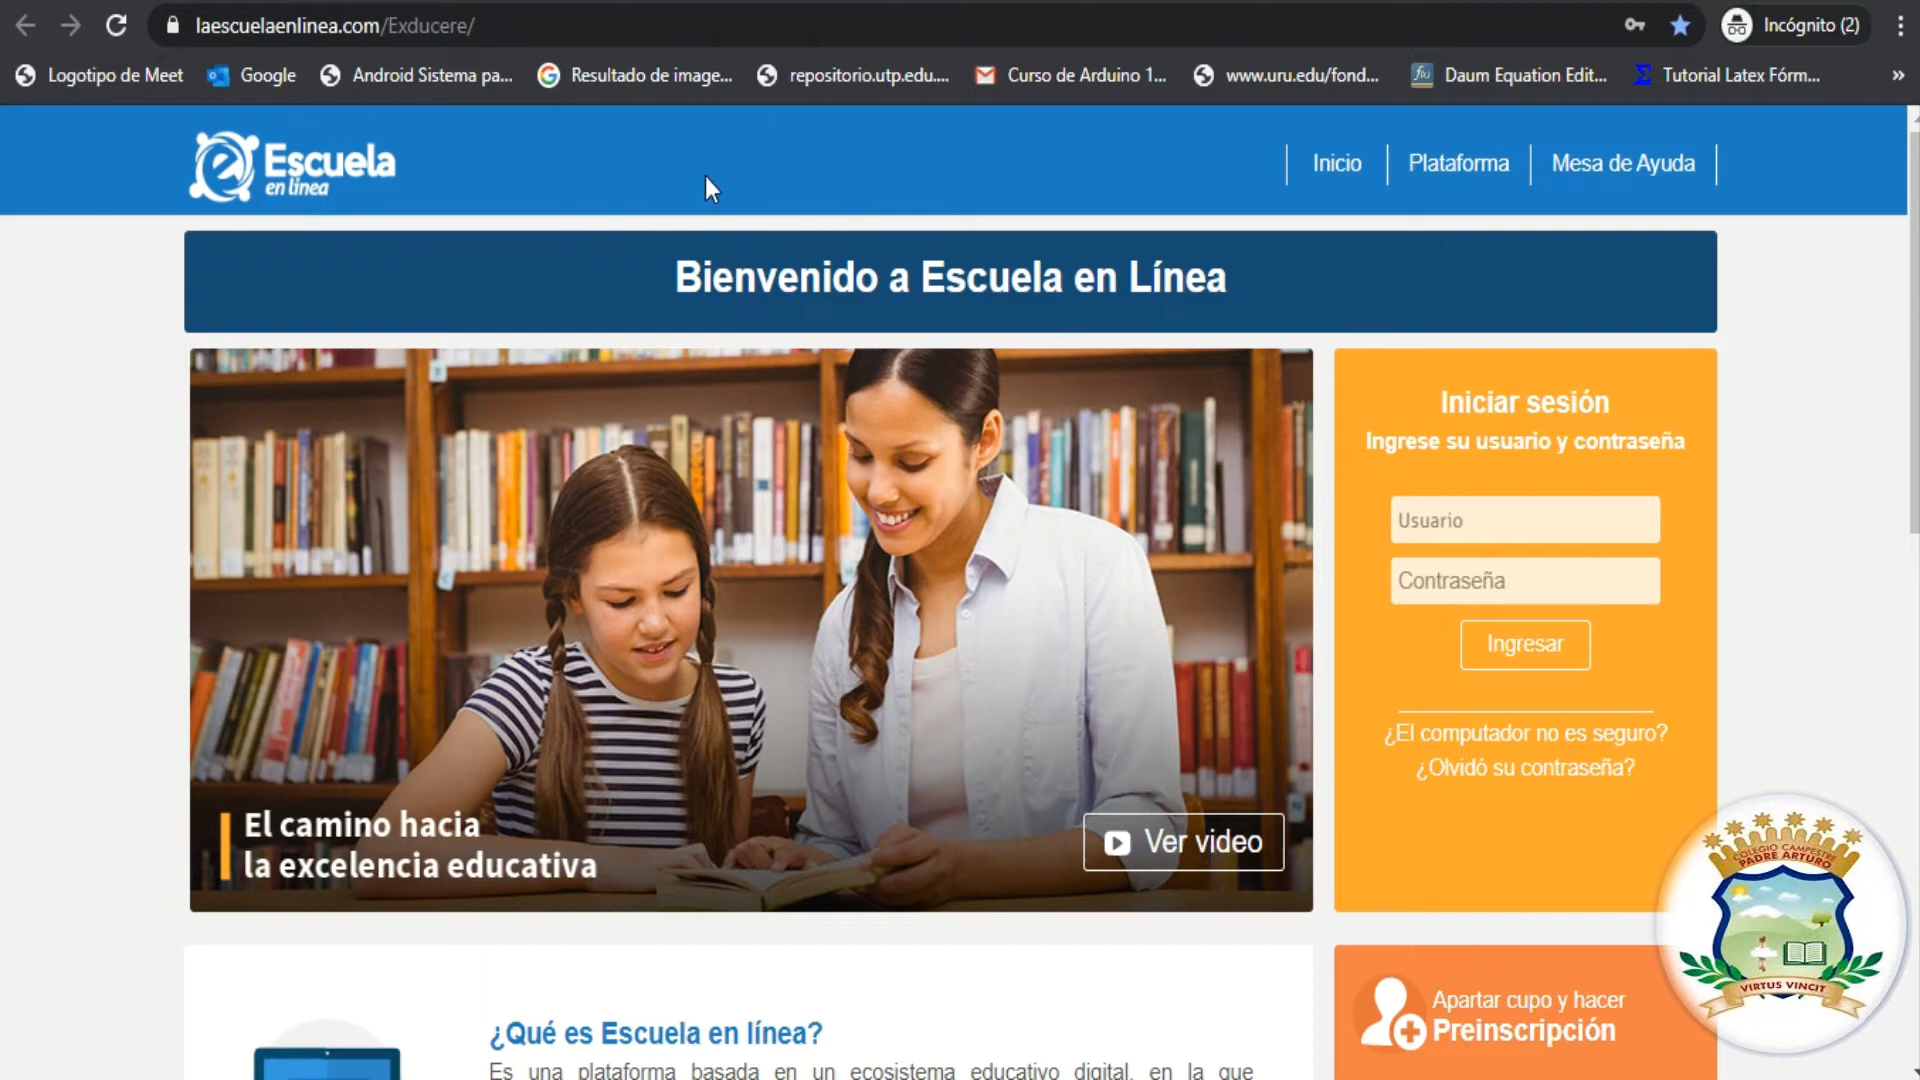 laescuelaenlinea.com/Exducere/
Incógnito (2)
Logotipo de Meet
Google
Android Sistema pa...
Resultado de image...
repositorio.utp.edu....
Curso de Arduino 1...
www.uru.edu/fond...
Daum Equation Edit...
Tutorial Latex Fórm...
»
Escuela
en línea
Inicio
Plataforma
Mesa de Ayuda
Bienvenido a Escuela en Línea
Iniciar sesión
Ingrese su usuario y contraseña
Usuario
Contraseña
Ingresar
¿El computador no es seguro?
¿Olvidó su contraseña?
El camino hacia
la excelencia educativa
Ver video
COLEGIO CAMPESTRE
PADRE ARTURO
VIRTUS VINCIT
¿Qué es Escuela en línea?
Es una plataforma basada en un ecosistema educativo digital, en la que
Apartar cupo y hacer
Preinscripción